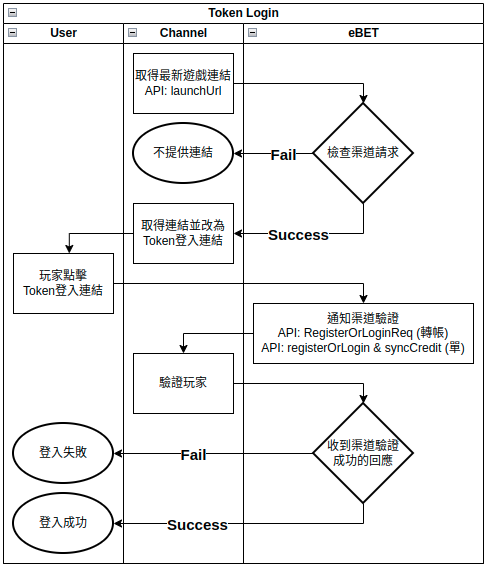 Token Login
User
Channel
eBET
取得最新遊戲連結
API: launchUrl
檢查渠道請求
Fail
不提供連結
Success
取得連結並改為
Token登入連結
玩家點擊
Token登入連結
通知渠道驗證
API: RegisterOrLoginReq (轉帳)
API: registerOrLogin & syncCredit (單)
驗證玩家
收到渠道驗證
成功的回應
Fail
登入失敗
Success
登入成功